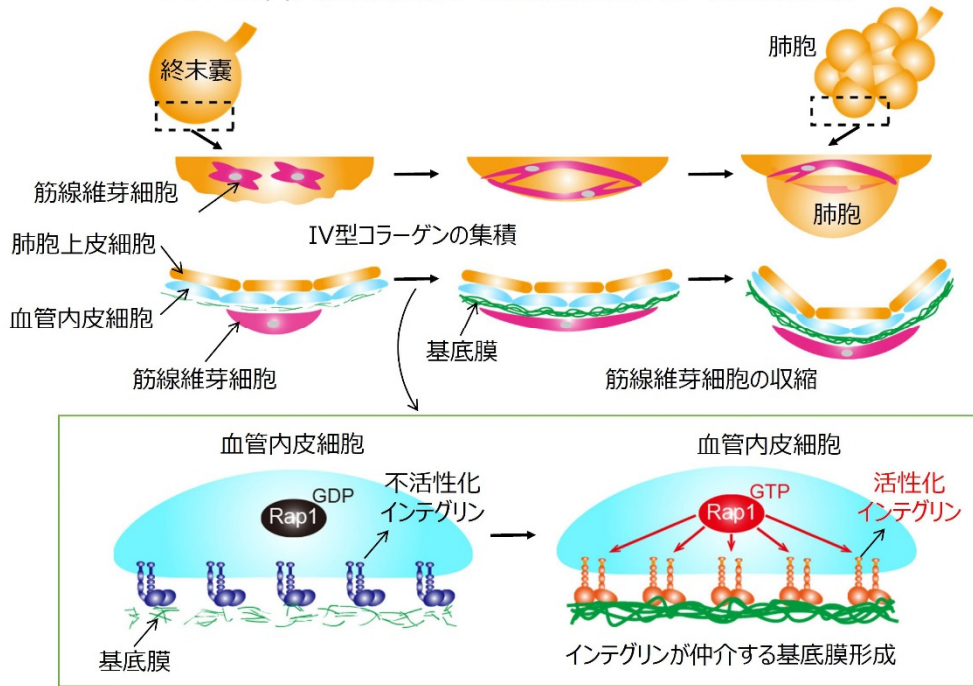 終末嚢
肺胞
筋線維芽細胞
肺胞
IV型コラーゲンの集積
肺胞上皮細胞
血管内皮細胞
基底膜
筋線維芽細胞
筋線維芽細胞の収縮
血管内皮細胞
血管内皮細胞
GDP
Rap1
不活性化
インテグリン
GTP
Rap1
活性化
インテグリン
基底膜
インテグリンが仲介する基底膜形成